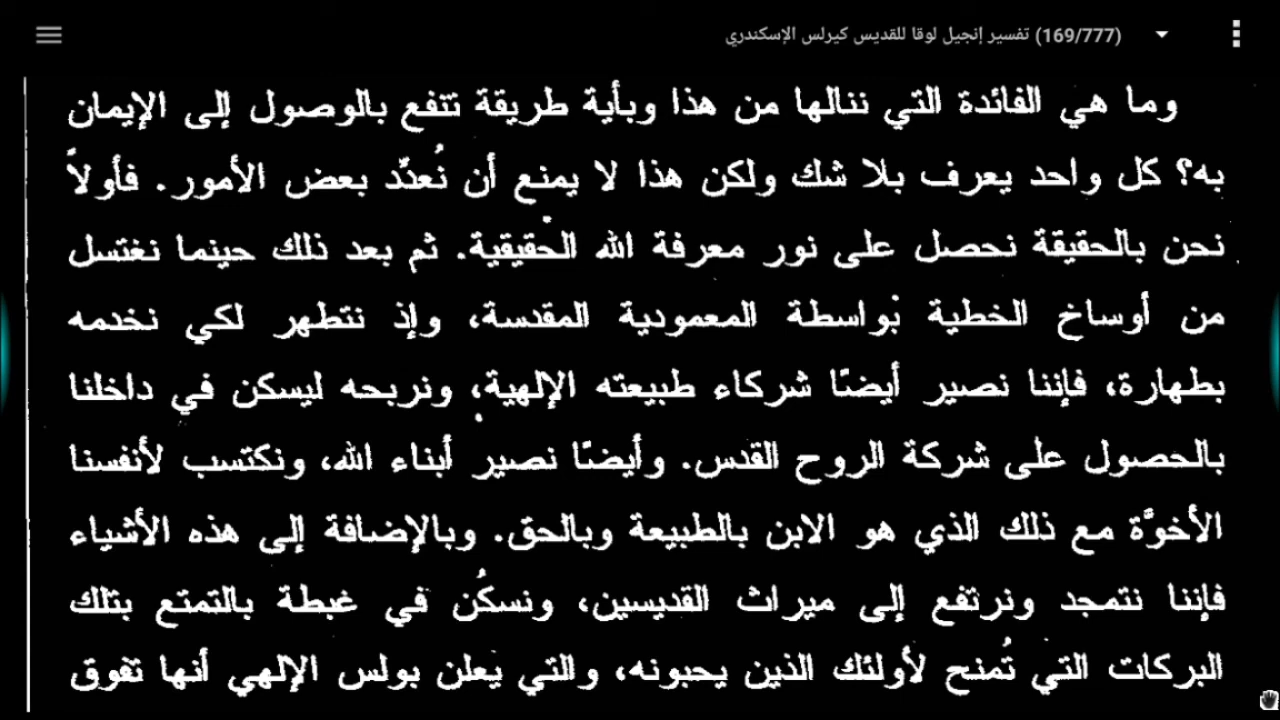 تفسير إنجيل لوقا للقديس كيرلس الإسكندري (169/777)
وما هي الفائدة التي ننالها من هذا وبأية طريقة تتفع بالوصول إلى الإيمان
به؟ كل واحد يعرف بلا شك ولكن هذا لا يمنع أن نُعدِّد بعض الأمور. فأولاً
نحن بالحقيقة نحصل على نور معرفة الله الحقيقية. ثم بعد ذلك حينما نغتسل
من أوساخ الخطية بواسطة المعمودية المقدسة، وإذ نتطهر لكي نخدمه
بطهارة، فإننا نصير أيضًا شركاء طبيعته الإلهية، ونربحه ليسكن في داخلنا
بالحصول على شركة الروح القدس. وأيضًا نصير أبناء الله، ونكتسب لأنفسنا
الأخوَّة مع ذلك الذي هو الابن بالطبيعة وبالحق. وبالإضافة إلى هذه الأشياء
فإننا نتمجد ونرتفع إلى ميراث القديسين، ونسكُن في غبطة بالتمتع بتلك
البركات التي تُمنح لأولئك الذين يحبونه، والتي يعلن بولس الإلهي أنها تفوق